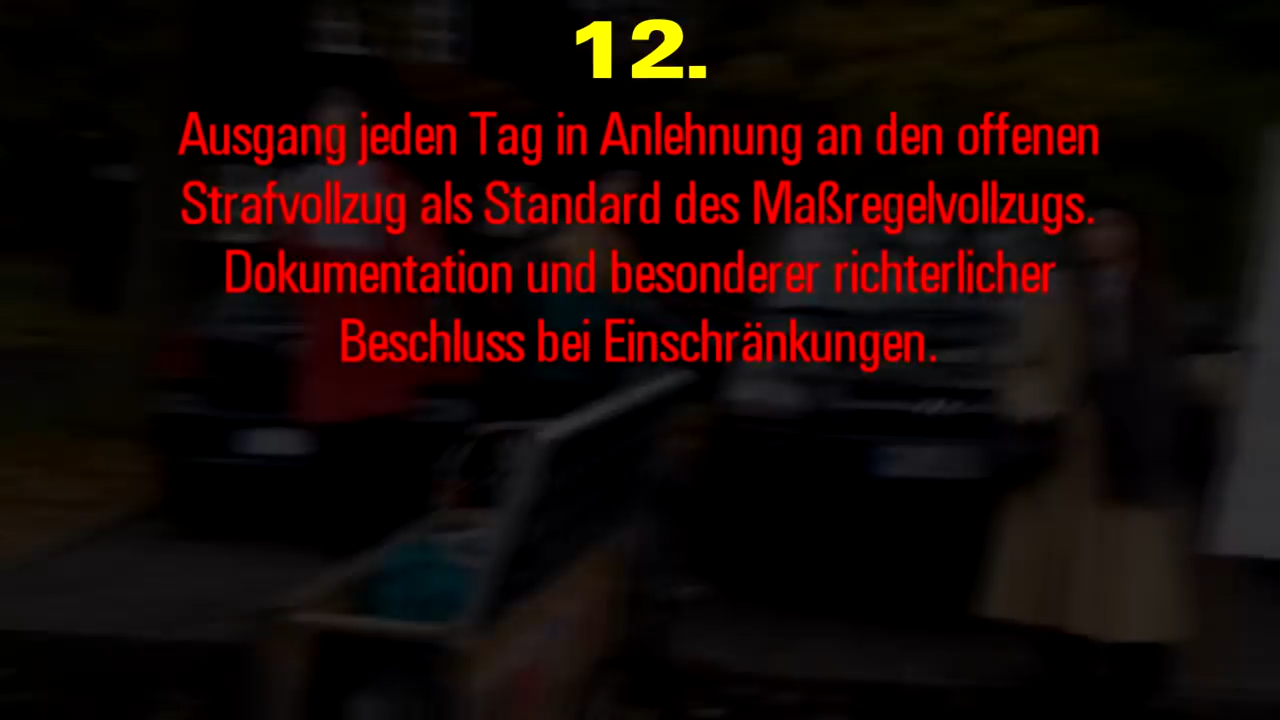 12.
Ausgang jeden Tag in Anlehnung an den offenen
Strafvollzug als Standard des Maßregelvollzugs.
Dokumentation und besonderer richterlicher
Beschluss bei Einschränkungen.